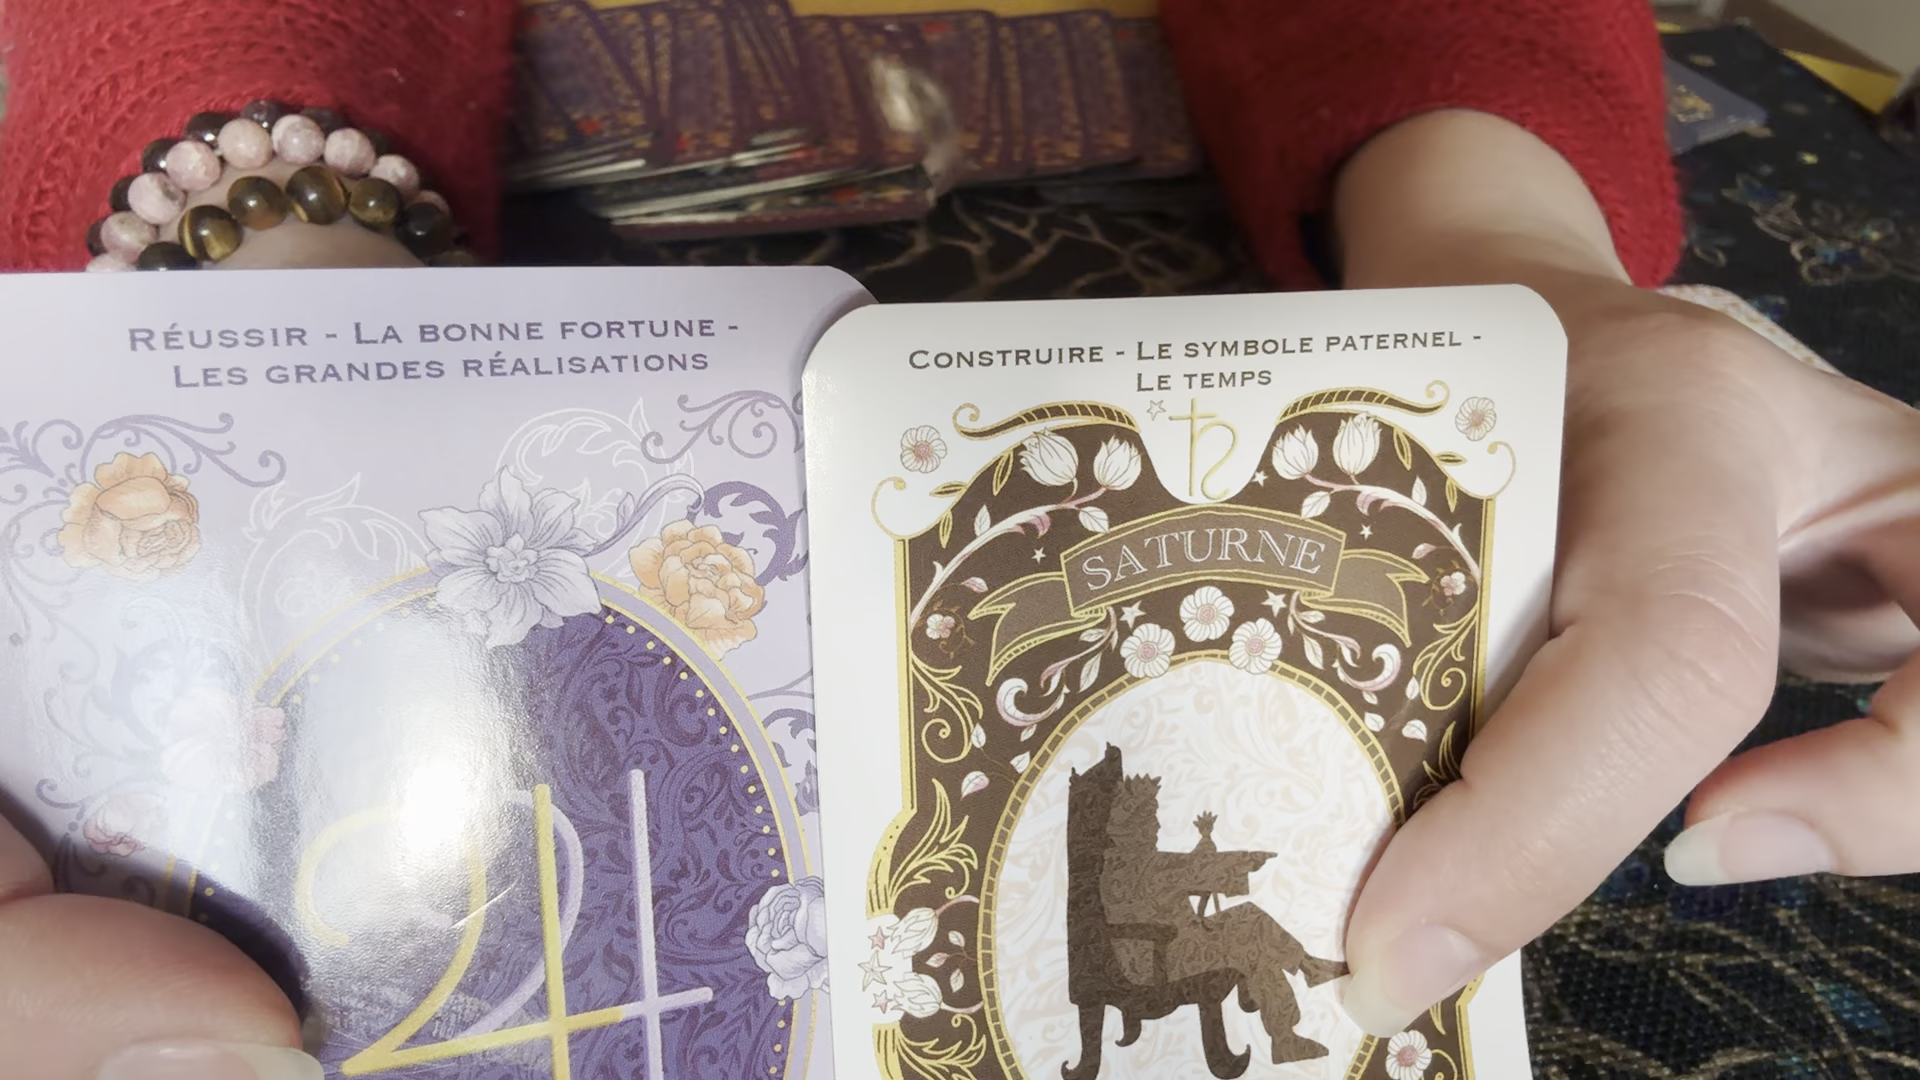 RÉUSSIR - LA BONNE FORTUNE -
LES GRANDES RÉALISATIONS
CONSTRUIRE - LE SYMBOLE PATERNEL -
LE TEMPS
SATURNE